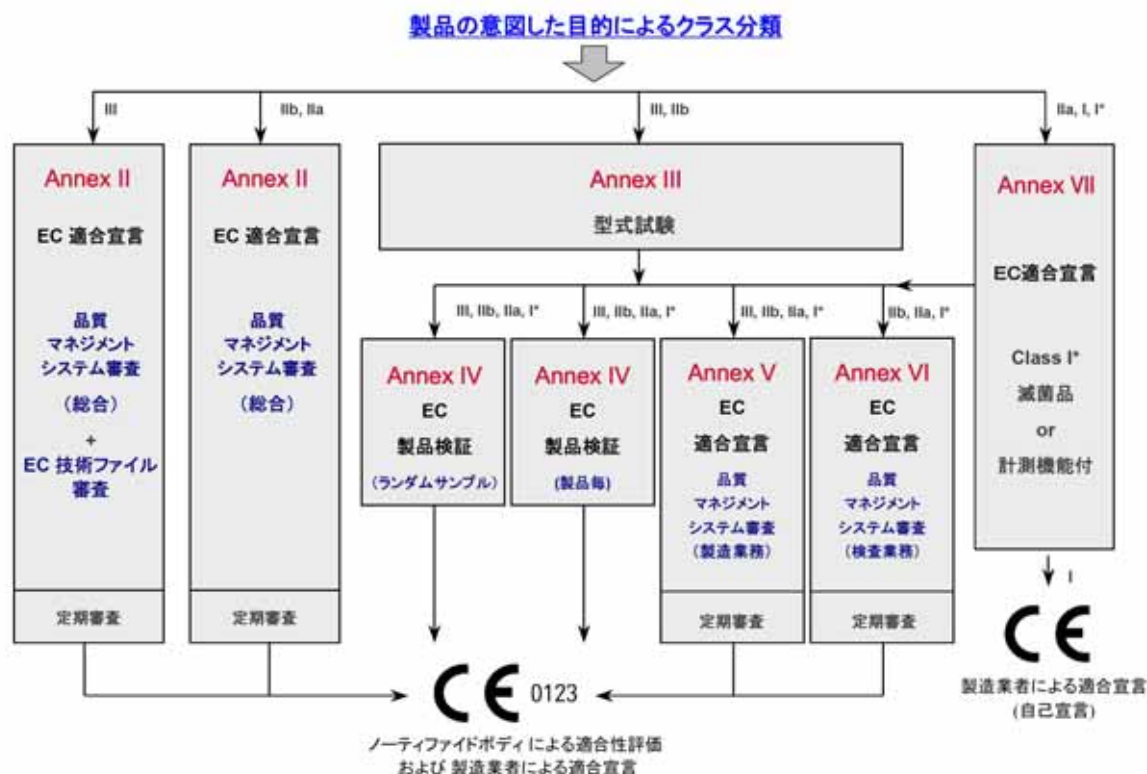 製品の意図した目的によるクラス分類
III
IIb, IIa
III, IIb
IIa, I, I*
Annex II
EC 適合宣言
品質
マネジメント
システム審査
（総合）
+
EC 技術ファイル
審査
定期審査
Annex II
EC 適合宣言
品質
マネジメント
システム審査
（総合）
定期審査
Annex III
型式試験
III, IIb, IIa, I*
III, IIb, IIa, I*
III, IIb, IIa, I*
IIb, IIa, I*
Annex IV
EC
製品検証
（ランダムサンプル）
Annex IV
EC
製品検証
(製品毎)
Annex V
EC
適合宣言
品質
マネジメント
システム審査
（製造業務）
定期審査
Annex VI
EC
適合宣言
品質
マネジメント
システム審査
（検査業務）
定期審査
Annex VII
EC適合宣言
Class I*
滅菌品
or
計測機能付
I
CE
製造業者による適合宣言
(自己宣言)
CE 0123
ノーティファイドボディ による適合性評価
および 製造業者による適合宣言